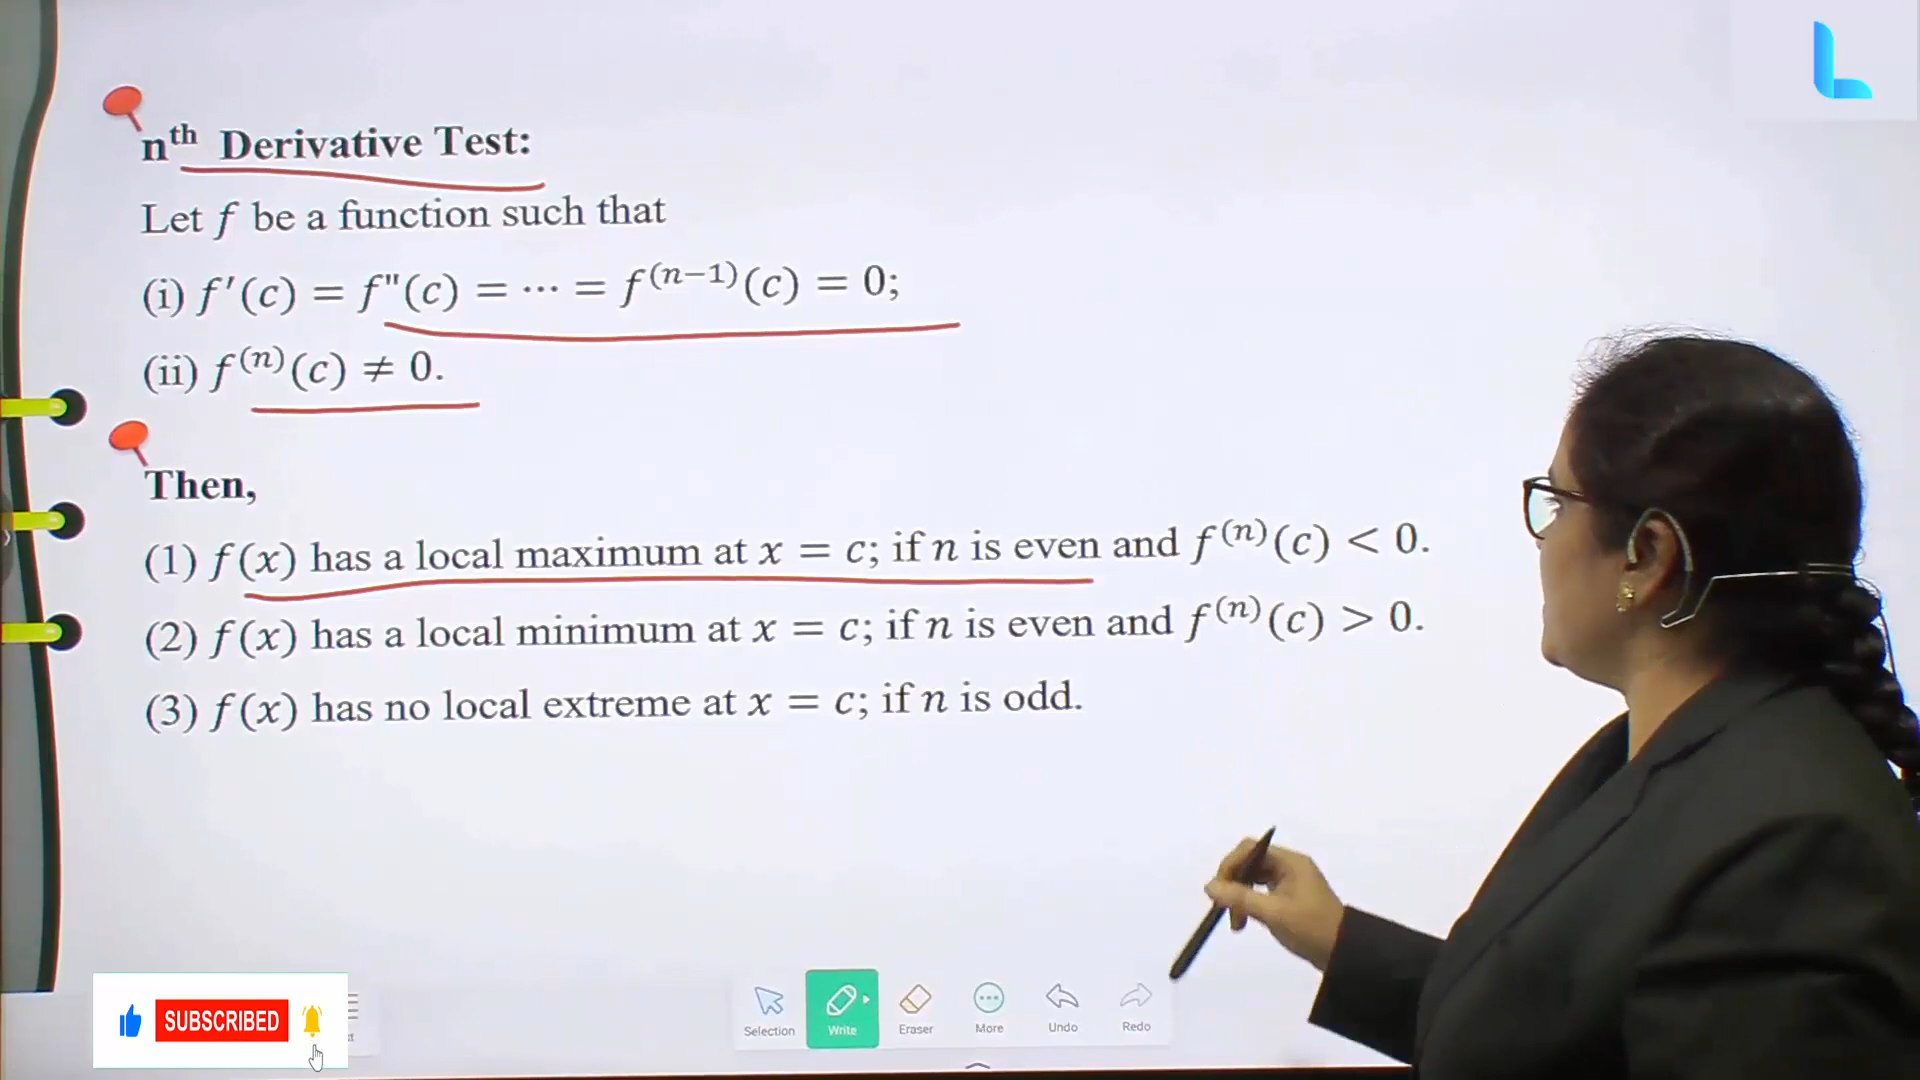 nᵗʰ Derivative Test:
Let f be a function such that
(i) f′(c) = f"(c) = ⋯ = f⁽ⁿ⁻¹⁾(c) = 0;
(ii) f⁽ⁿ⁾(c) ≠ 0.
Then,
(1) f(x) has a local maximum at x = c; if n is even and f⁽ⁿ⁾(c) < 0.
(2) f(x) has a local minimum at x = c; if n is even and f⁽ⁿ⁾(c) > 0.
(3) f(x) has no local extreme at x = c; if n is odd.
SUBSCRIBED
Selection
Write
Eraser
More
Undo
Redo